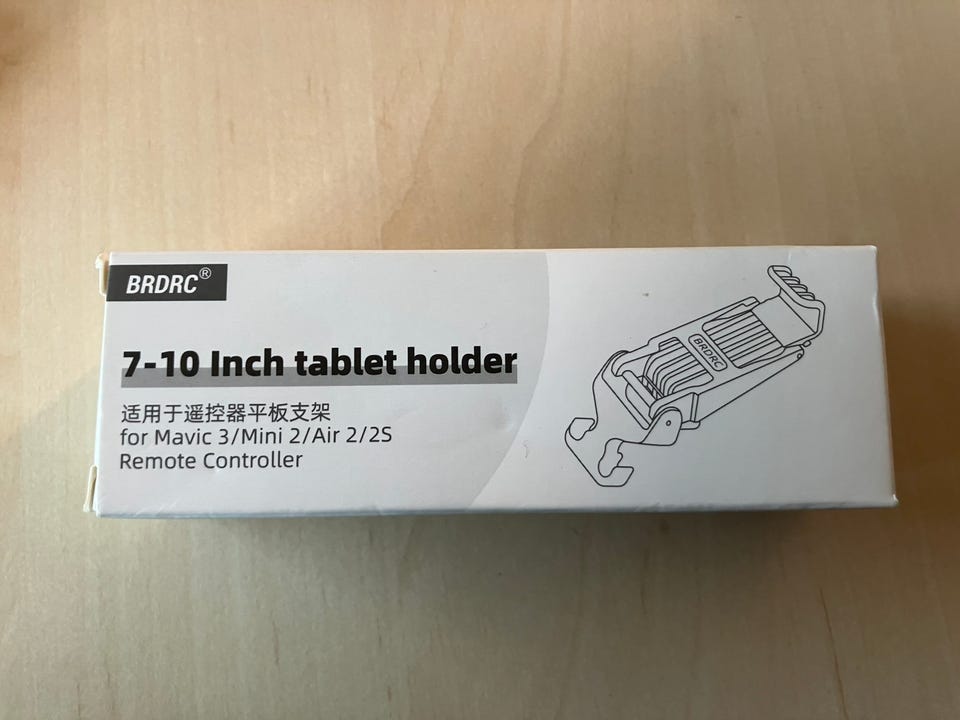 BRDRC®
7-10 Inch tablet holder
适用于遥控器平板支架
for Mavic 3/Mini 2/Air 2/2S
Remote Controller
BRDRC